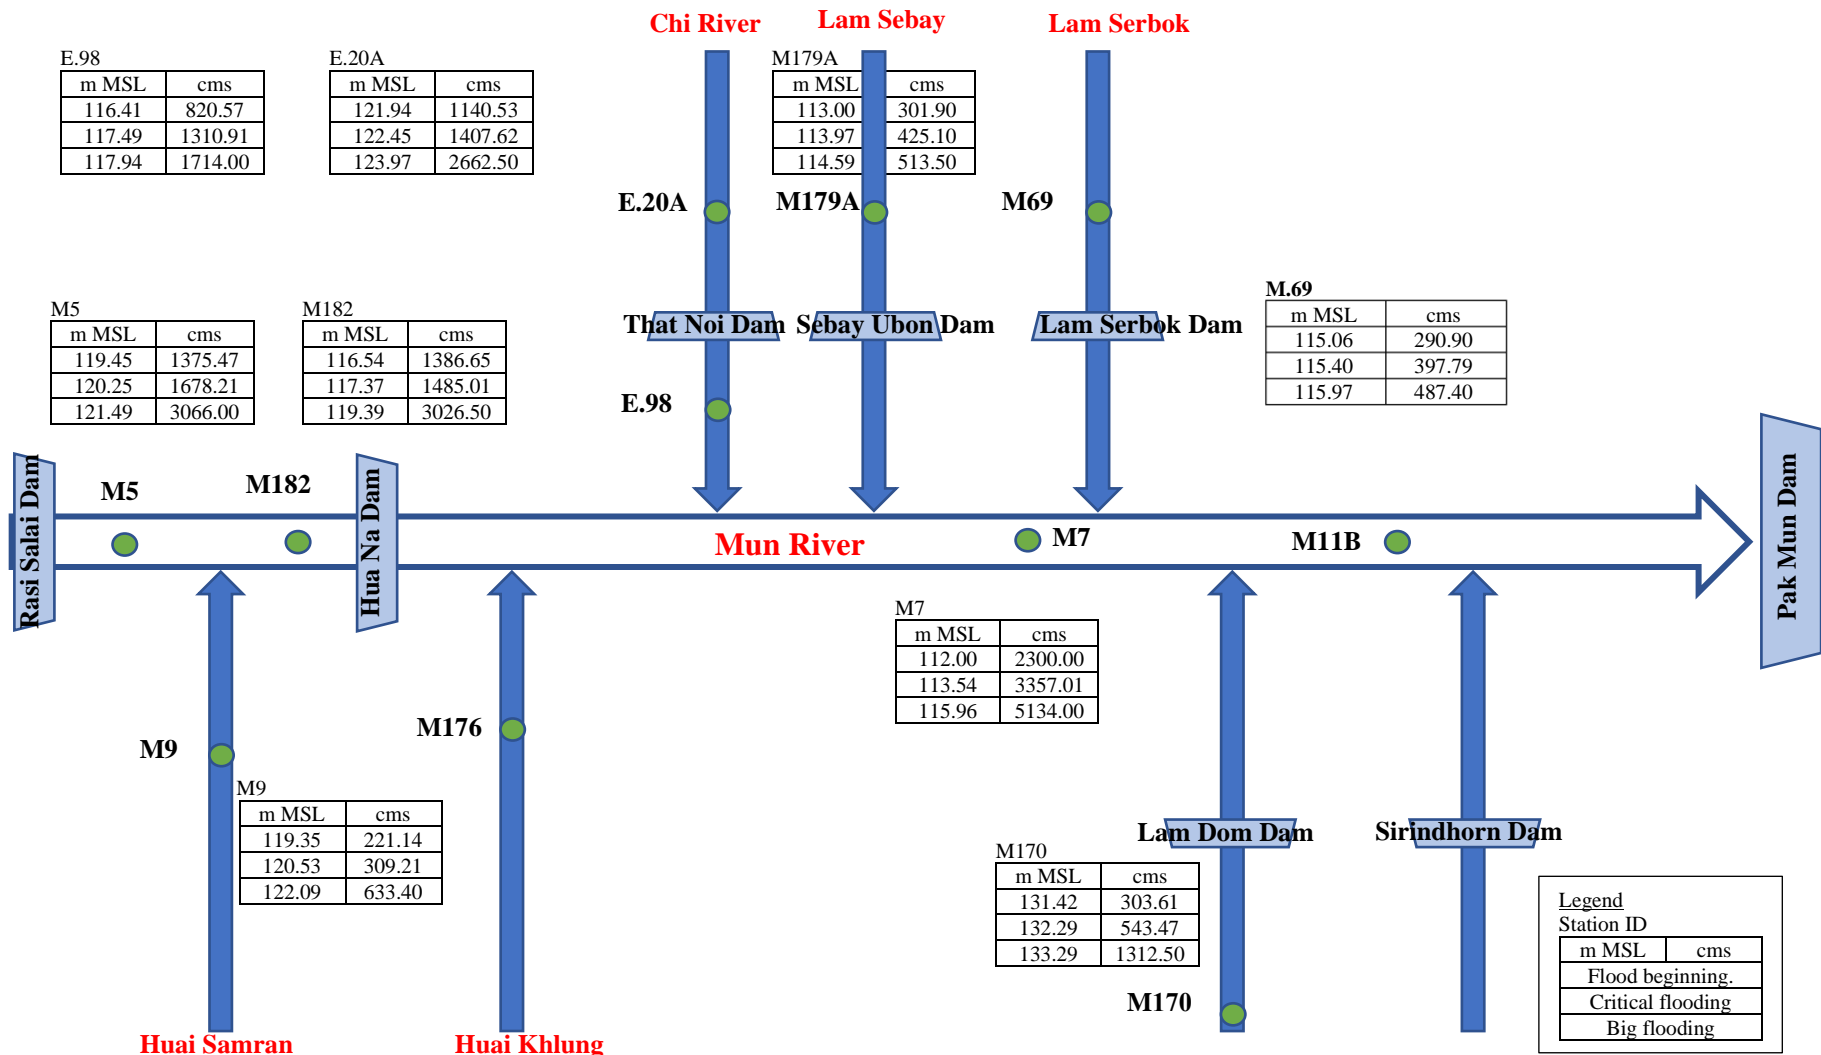 Chi River
Lam Sebay
Lam Serbok
E.98
m MSL cms
116.41 820.57
117.49 1310.91
117.94 1714.00
E.20A
m MSL cms
121.94 1140.53
122.45 1407.62
123.97 2662.50
M179A
m MSL cms
113.00 301.90
113.97 425.10
114.59 513.50
E.20A
M179A
M69
M5
m MSL cms
119.45 1375.47
120.25 1678.21
121.49 3066.00
M182
m MSL cms
116.54 1386.65
117.37 1485.01
119.39 3026.50
That Noi Dam
Sebay Ubon Dam
Lam Serbok Dam
M.69
m MSL cms
115.06 290.90
115.40 397.79
115.97 487.40
E.98
Rasi Salai Dam
M5
M182
Hua Na Dam
Mun River
M7
M11B
Pak Mun Dam
M7
m MSL cms
112.00 2300.00
113.54 3357.01
115.96 5134.00
M9
M176
M9
m MSL cms
119.35 221.14
120.53 309.21
122.09 633.40
Lam Dom Dam
Sirindhorn Dam
M170
m MSL cms
131.42 303.61
132.29 543.47
133.29 1312.50
M170
Legend
Station ID
m MSL cms
Flood beginning.
Critical flooding
Big flooding
Huai Samran
Huai Khlung